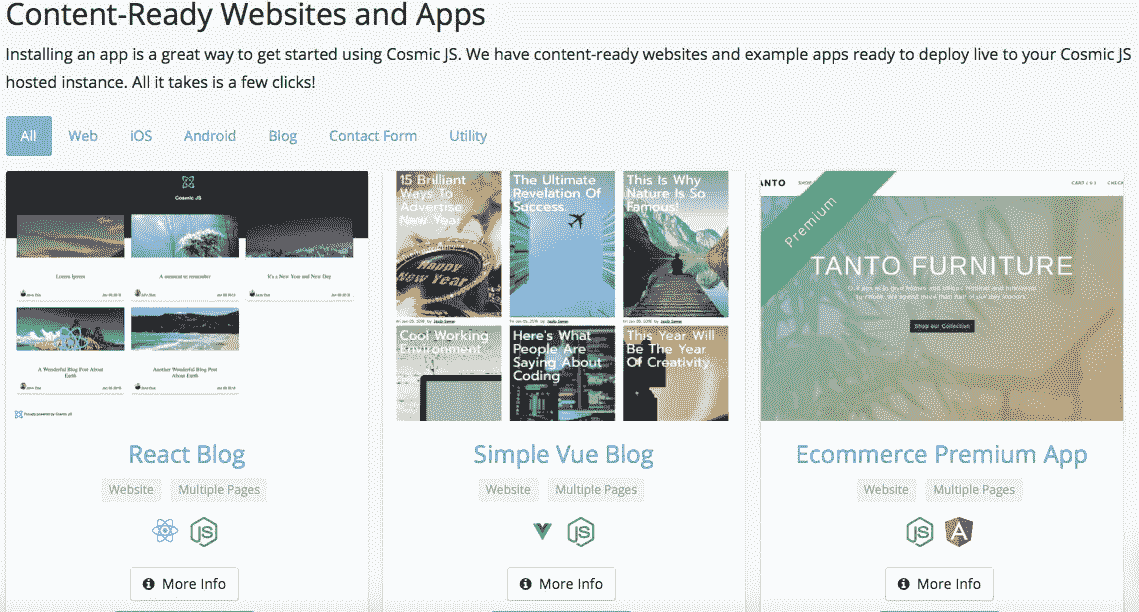 Content-Ready Websites and Apps
Installing an app is a great way to get started using Cosmic JS. We have content-ready websites and example apps ready to deploy live to your Cosmic JS
hosted instance. All it takes is a few clicks!
All Web iOS Android Blog Contact Form Utility
Cosmic JS
Lorem Ipsum
A moment to remember
It's a New Year and New Day
A Wonderful Blog Post About
Earth
Another Wonderful Blog Post
About Earth
15 Brilliant
Ways To
Advertise
New Year
HAPPY
New Year
The Ultimate
Revelation Of
Success
This Is Why
Nature Is So
Famous!
Cool Working
Environment
Here's What
People Are
Saying About
Coding
This Year Will
Be The Year
Of Creativity
Premium
TANTO FURNITURE
Shop our Collection
React Blog
Website Multiple Pages
JS
More Info
Simple Vue Blog
Website Multiple Pages
JS
More Info
Ecommerce Premium App
Website Multiple Pages
JS A
More Info